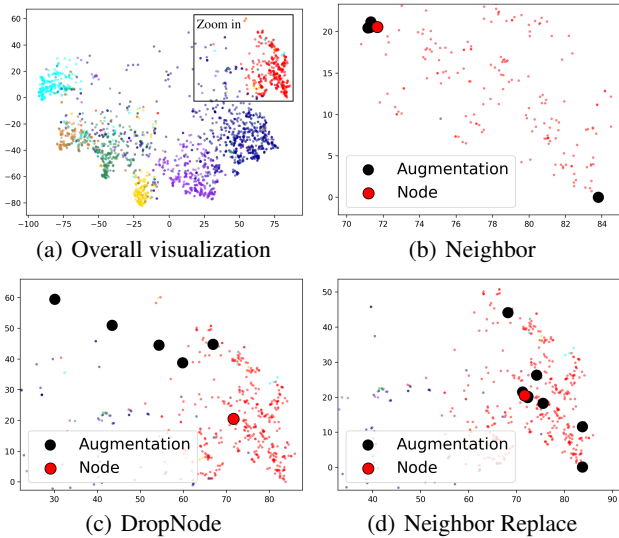 60
40
20
0
−20
−40
−60
−80
Zoom in
−100 −75 −50 −25 0 25 50 75
(a) Overall visualization
20
15
10
5
0
Augmentation
Node
70 72 74 76 78 80 82 84
(b) Neighbor
60
50
40
30
20
10
0
Augmentation
Node
30 40 50 60 70 80
(c) DropNode
50
40
30
20
10
0
Augmentation
Node
40 50 60 70 80 90
(d) Neighbor Replace